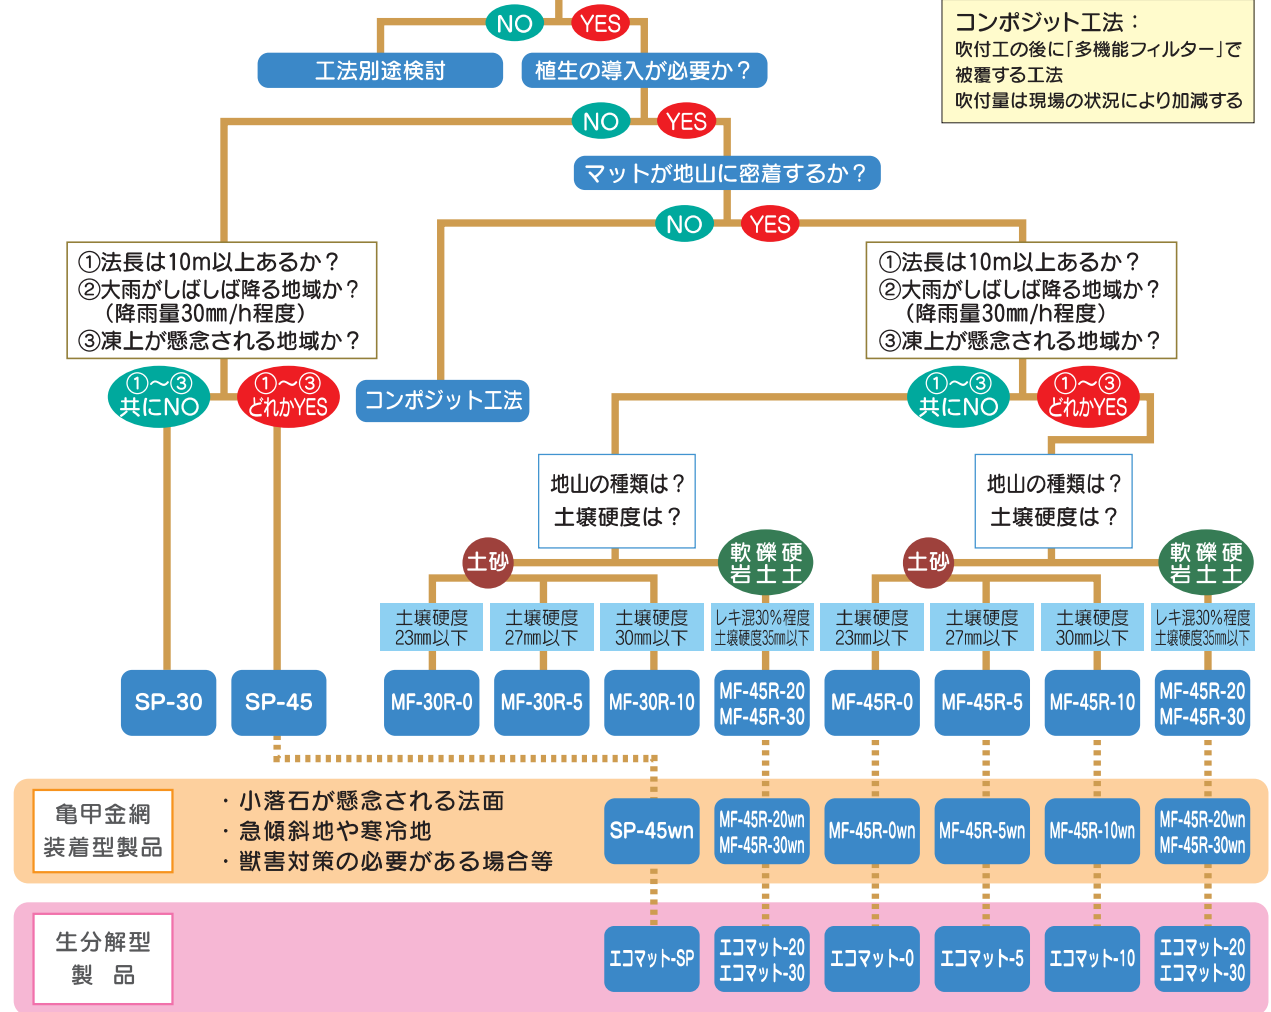 NO
YES
コンポジット工法：
吹付工の後に｢多機能フィルター｣で
被覆する工法
吹付量は現場の状況により加減する
工法別途検討
植生の導入が必要か？
NO
YES
マットが地山に密着するか？
NO
YES
①法長は10m以上あるか？
②大雨がしばしば降る地域か？
（降雨量30㎜/h程度）
③凍上が懸念される地域か？
①法長は10m以上あるか？
②大雨がしばしば降る地域か？
（降雨量30㎜/h程度）
③凍上が懸念される地域か？
①～③
共にNO
①～③
どれかYES
コンポジット工法
①～③
共にNO
①～③
どれかYES
地山の種類は？
土壌硬度は？
地山の種類は？
土壌硬度は？
土砂
軟 礫 硬
岩 土 土
土砂
軟 礫 硬
岩 土 土
土壌硬度
23㎜以下
土壌硬度
27㎜以下
土壌硬度
30㎜以下
レキ混30％程度
土壌硬度35㎜以下
土壌硬度
23㎜以下
土壌硬度
27㎜以下
土壌硬度
30㎜以下
レキ混30％程度
土壌硬度35㎜以下
SP-30
SP-45
MF-30R-0
MF-30R-5
MF-30R-10
MF-45R-20
MF-45R-30
MF-45R-0
MF-45R-5
MF-45R-10
MF-45R-20
MF-45R-30
亀甲金網
装着型製品
・小落石が懸念される法面
・急傾斜地や寒冷地
・獣害対策の必要がある場合等
SP-45wn
MF-45R-20wn
MF-45R-30wn
MF-45R-0wn
MF-45R-5wn
MF-45R-10wn
MF-45R-20wn
MF-45R-30wn
生分解型
製　品
エコマット-SP
エコマット-20
エコマット-30
エコマット-0
エコマット-5
エコマット-10
エコマット-20
エコマット-30